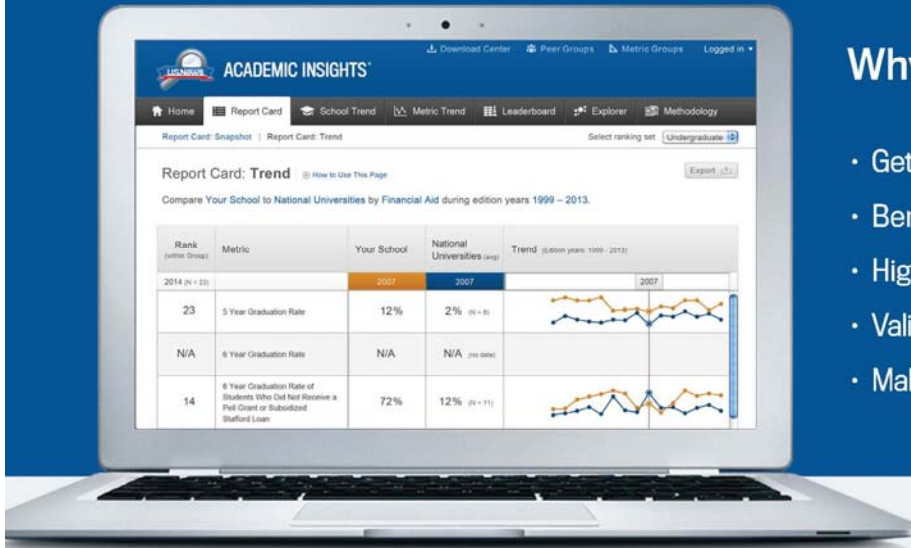 Download Center Peer Groups Metric Groups Logged in
USNEWS ACADEMIC INSIGHTS
Home Report Card School Trend Metric Trend Leaderboard Explorer Methodology
Report Card: Snapshot | Report Card: Trend Select ranking set Undergraduate
Report Card: Trend How to Use This Page Export
Compare Your School to National Universities by Financial Aid during edition years 1999 – 2013.
Rank (within Group) Metric Your School National Universities (avg) Trend (Edition years: 1999 - 2013)
2014 (N = 23) 2007 2007 2007
23 5 Year Graduation Rate 12% 2% (N = 8)
N/A 6 Year Graduation Rate N/A N/A (no data)
6 Year Graduation Rate of
Students Who Did Not Receive a
14 Pell Grant or Subsidized 72% 12% (N = 11)
Stafford Loan
Why
· Get
· Ber
· Hig
· Vali
· Mal